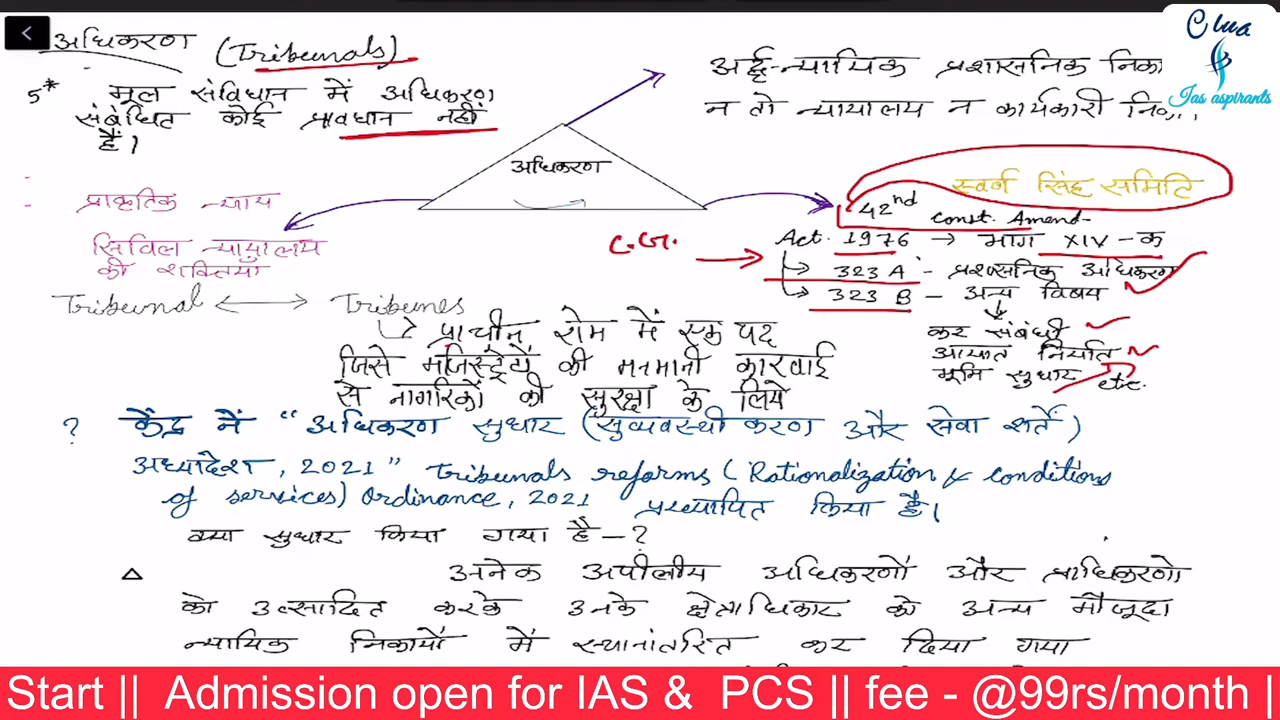 अधिकरण (Tribunals)
5* मूल संविधान में अधिकरण
संबंधित कोई प्रावधान नहीं
हैं।
अर्द्ध-न्यायिक प्रशासनिक निका
न तो न्यायालय न कार्यकारी निका
अधिकरण
प्राकृतिक न्याय
सिविल न्यायालय
की शक्तियाँ
स्वर्ण सिंह समिति
42nd Const. Amend-
C.G. Act. 1976 → भाग XIV-क
→ 323 A - प्रशासनिक अधिकरण
→ 323 B - अन्य विषय
कर संबंधी
आयात निर्यात
भूमि सुधार etc.
Tribunal ↔ Tribunes
→ प्राचीन रोम में एक पद
जिसे मजिस्ट्रेटों की मनमानी कारवाई
से नागरिकों की सुरक्षा के लिये
? केंद्र नें "अधिकरण सुधार (सुव्यवस्थीकरण और सेवा शर्तें)
अध्यादेश, 2021" Tribunals reforms (Rationalization & conditions
of services) Ordinance, 2021 प्रख्यापित किया है।
क्या सुधार किया गया है -?
△ अनेक अपीलीय अधिकरणों और प्राधिकरणो
को उत्सादित करके उनके क्षेत्राधिकार को अन्य मौजूदा
न्यायिक निकायों में स्थानांतरित कर दिया गया
Clua
Ias aspirants
Start || Admission open for IAS & PCS || fee - @99rs/month |